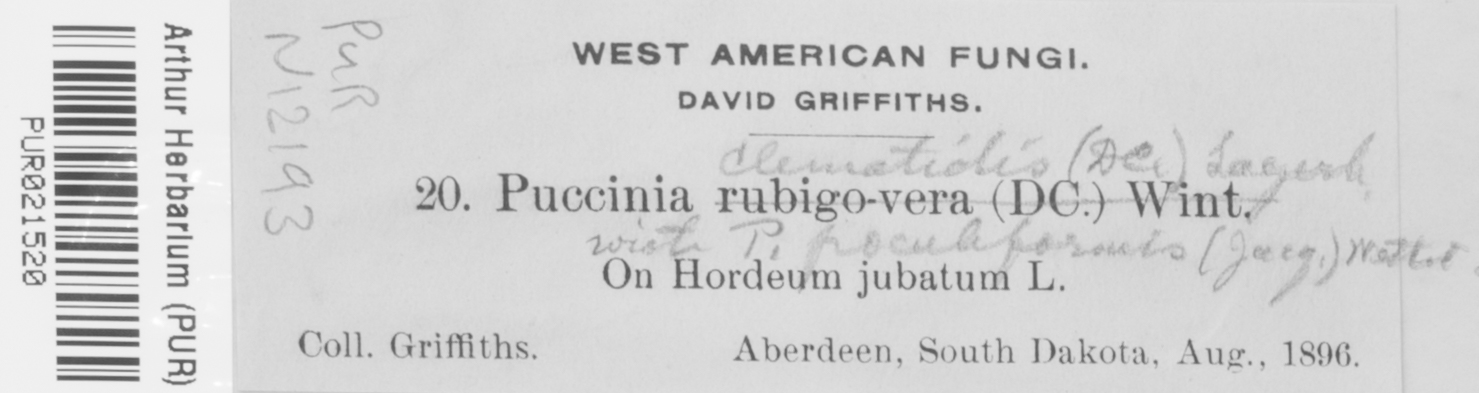 Arthur Herbarium (PUR)
PUR021520
PUR
N12193
WEST AMERICAN FUNGI.
DAVID GRIFFITHS.
clematidis (DC.) Lagerh.
20. Puccinia rubigo-vera (DC.) Wint.
with P. poculiformis (Jacq.) Wettst.
On Hordeum jubatum L.
Coll. Griffiths. Aberdeen, South Dakota, Aug., 1896.